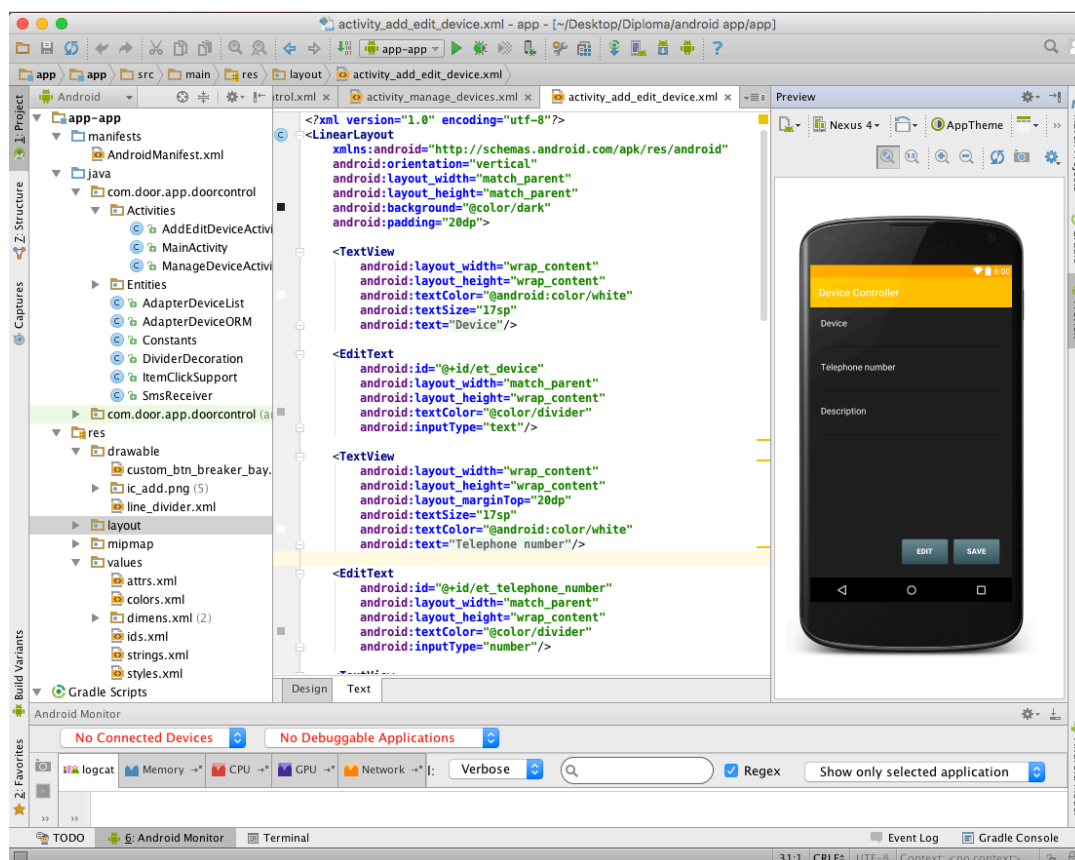 activity_add_edit_device.xml - app - [~/Desktop/Diploma/android app/app]
app-app
app app src main res layout activity_add_edit_device.xml
Android
trol.xml × activity_manage_devices.xml × activity_add_edit_device.xml ×
Preview
1: Project
Z: Structure
Captures
Build Variants
2: Favorites
app-app
manifests
AndroidManifest.xml
java
com.door.app.doorcontrol
Activities
AddEditDeviceActivi
MainActivity
ManageDeviceActivi
Entities
AdapterDeviceList
AdapterDeviceORM
Constants
DividerDecoration
ItemClickSupport
SmsReceiver
com.door.app.doorcontrol (a
res
drawable
custom_btn_breaker_bay.
ic_add.png (5)
line_divider.xml
layout
mipmap
values
attrs.xml
colors.xml
dimens.xml (2)
ids.xml
strings.xml
styles.xml
Gradle Scripts
<?xml version="1.0" encoding="utf-8"?>
<LinearLayout
xmlns:android="http://schemas.android.com/apk/res/android"
android:orientation="vertical"
android:layout_width="match_parent"
android:layout_height="match_parent"
android:background="@color/dark"
android:padding="20dp">
<TextView
android:layout_width="wrap_content"
android:layout_height="wrap_content"
android:textColor="@android:color/white"
android:textSize="17sp"
android:text="Device"/>
<EditText
android:id="@+id/et_device"
android:layout_width="match_parent"
android:layout_height="wrap_content"
android:textColor="@color/divider"
android:inputType="text"/>
<TextView
android:layout_width="wrap_content"
android:layout_height="wrap_content"
android:layout_marginTop="20dp"
android:textSize="17sp"
android:textColor="@android:color/white"
android:text="Telephone number"/>
<EditText
android:id="@+id/et_telephone_number"
android:layout_width="match_parent"
android:layout_height="wrap_content"
android:textColor="@color/divider"
android:inputType="number"/>
Design Text
Nexus 4 AppTheme
6:00
Device Controller
Device
Telephone number
Description
EDIT SAVE
Android Monitor
No Connected Devices No Debuggable Applications
logcat Memory CPU GPU Network Verbose Regex Show only selected application
TODO 6: Android Monitor Terminal Event Log Gradle Console
31:1 CRLF UTF-8 Context: <no context>